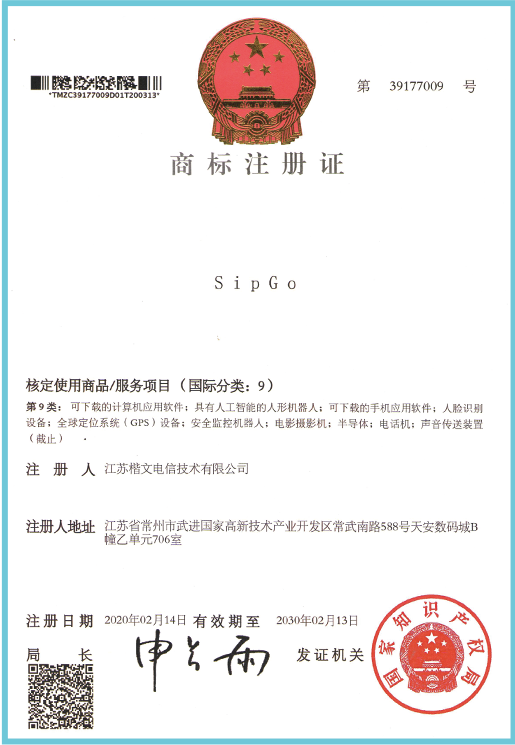 *TMZC39177009D01T200313*
第 39177009 号
商标注册证
SipGo
核定使用商品/服务项目（国际分类：9）
第9类：可下载的计算机应用软件；具有人工智能的人形机器人；可下载的手机应用软件；人脸识别
设备；全球定位系统（GPS）设备；安全监控机器人；电影摄影机；半导体；电话机；声音传送装置
（截止）
注册人 江苏楷文电信技术有限公司
注册人地址 江苏省常州市武进国家高新技术产业开发区常武南路588号天安数码城B
幢乙单元706室
注册日期 2020年02月14日 有效期至 2030年02月13日
局长 申长雨 发证机关
国家知识产权局